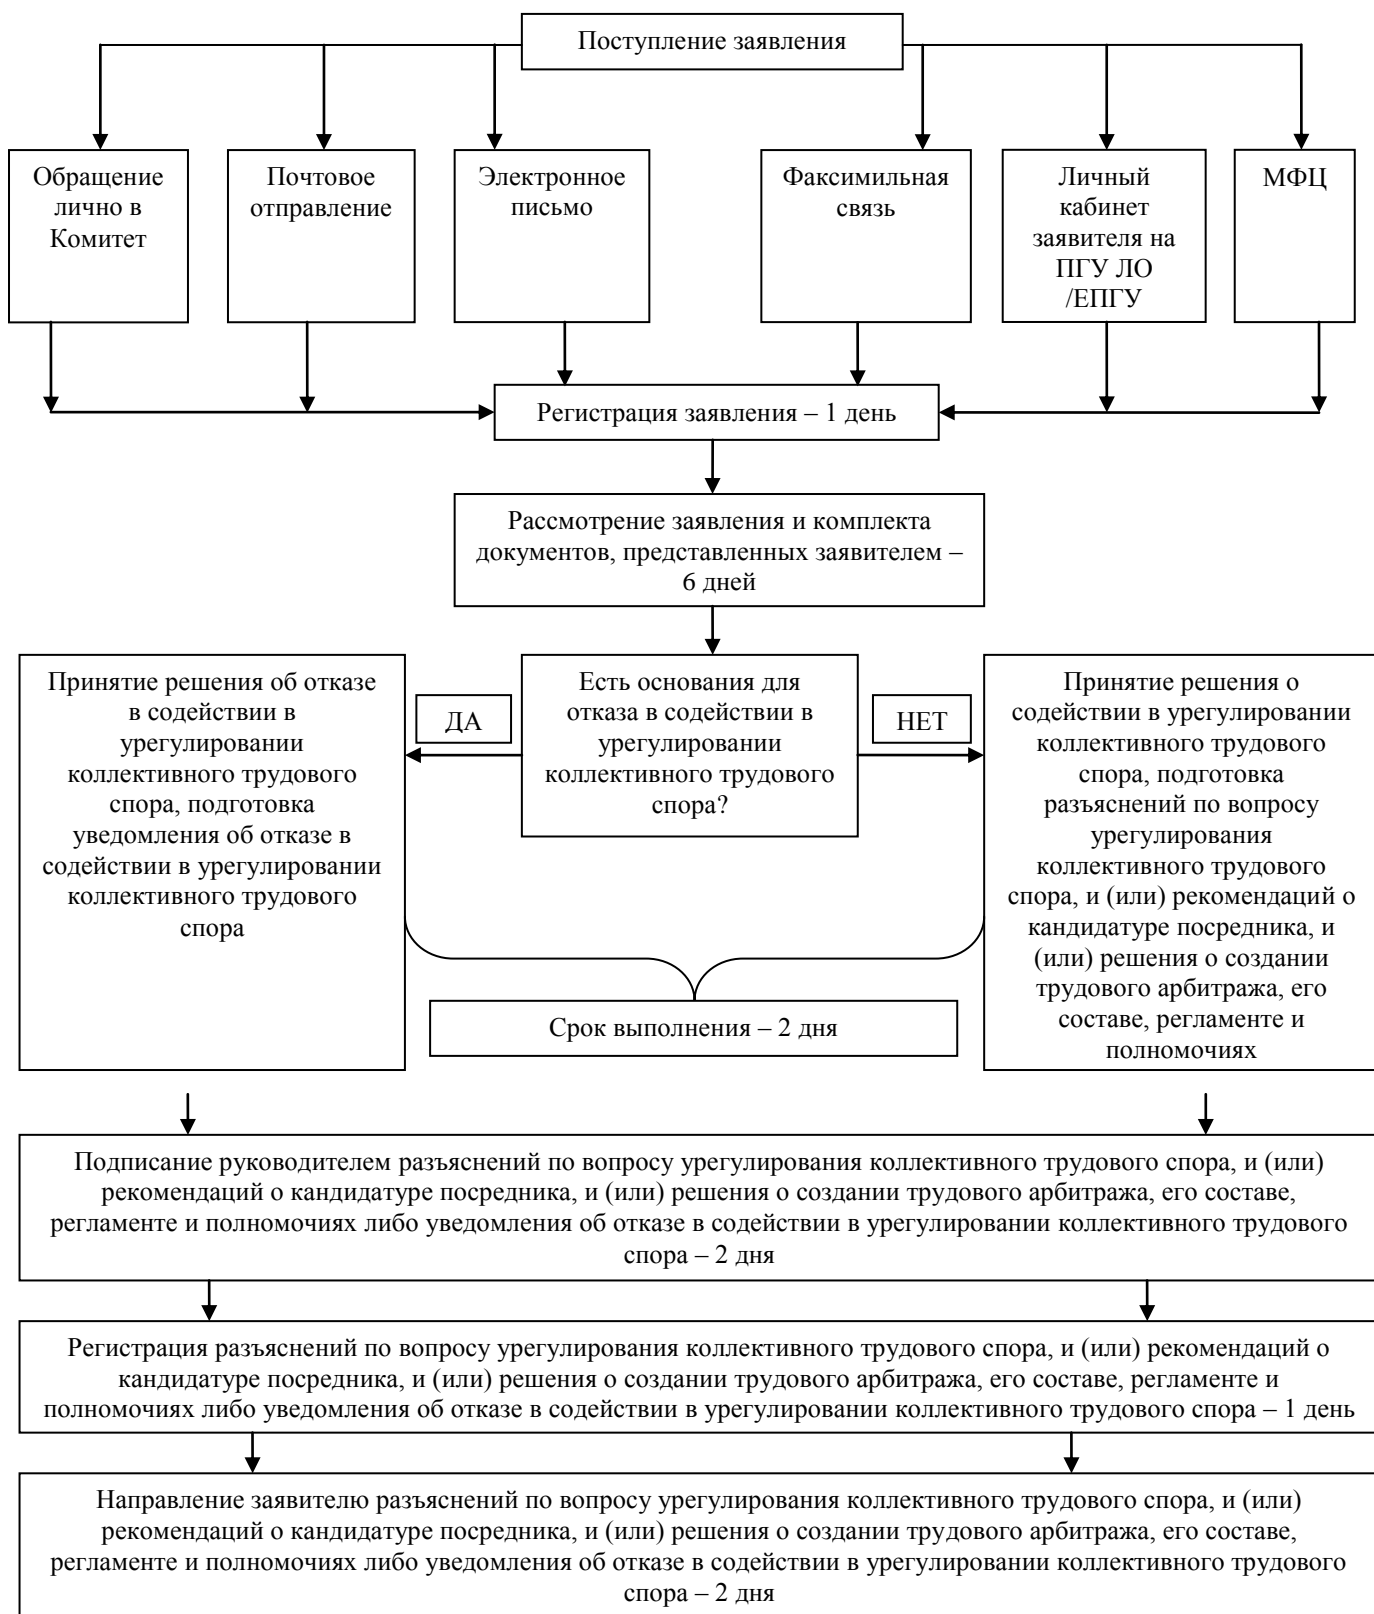 Поступление заявления
Обращение
лично в
Комитет
Почтовое
отправление
Электронное
письмо
Факсимильная
связь
Личный
кабинет
заявителя на
ПГУ ЛО
/ЕПГУ
МФЦ
Регистрация заявления – 1 день
Рассмотрение заявления и комплекта
документов, представленных заявителем –
6 дней
Принятие решения об отказе
в содействии в
урегулировании
коллективного трудового
спора, подготовка
уведомления об отказе в
содействии в урегулировании
коллективного трудового
спора
ДА
Есть основания для
отказа в содействии в
урегулировании
коллективного трудового
спора?
НЕТ
Принятие решения о
содействии в урегулировании
коллективного трудового
спора, подготовка
разъяснений по вопросу
урегулирования
коллективного трудового
спора, и (или) рекомендаций о
кандидатуре посредника, и
(или) решения о создании
трудового арбитража, его
составе, регламенте и
полномочиях
Срок выполнения – 2 дня
Подписание руководителем разъяснений по вопросу урегулирования коллективного трудового спора, и (или)
рекомендаций о кандидатуре посредника, и (или) решения о создании трудового арбитража, его составе,
регламенте и полномочиях либо уведомления об отказе в содействии в урегулировании коллективного трудового
спора – 2 дня
Регистрация разъяснений по вопросу урегулирования коллективного трудового спора, и (или) рекомендаций о
кандидатуре посредника, и (или) решения о создании трудового арбитража, его составе, регламенте и
полномочиях либо уведомления об отказе в содействии в урегулировании коллективного трудового спора – 1 день
Направление заявителю разъяснений по вопросу урегулирования коллективного трудового спора, и (или)
рекомендаций о кандидатуре посредника, и (или) решения о создании трудового арбитража, его составе,
регламенте и полномочиях либо уведомления об отказе в содействии в урегулировании коллективного трудового
спора – 2 дня